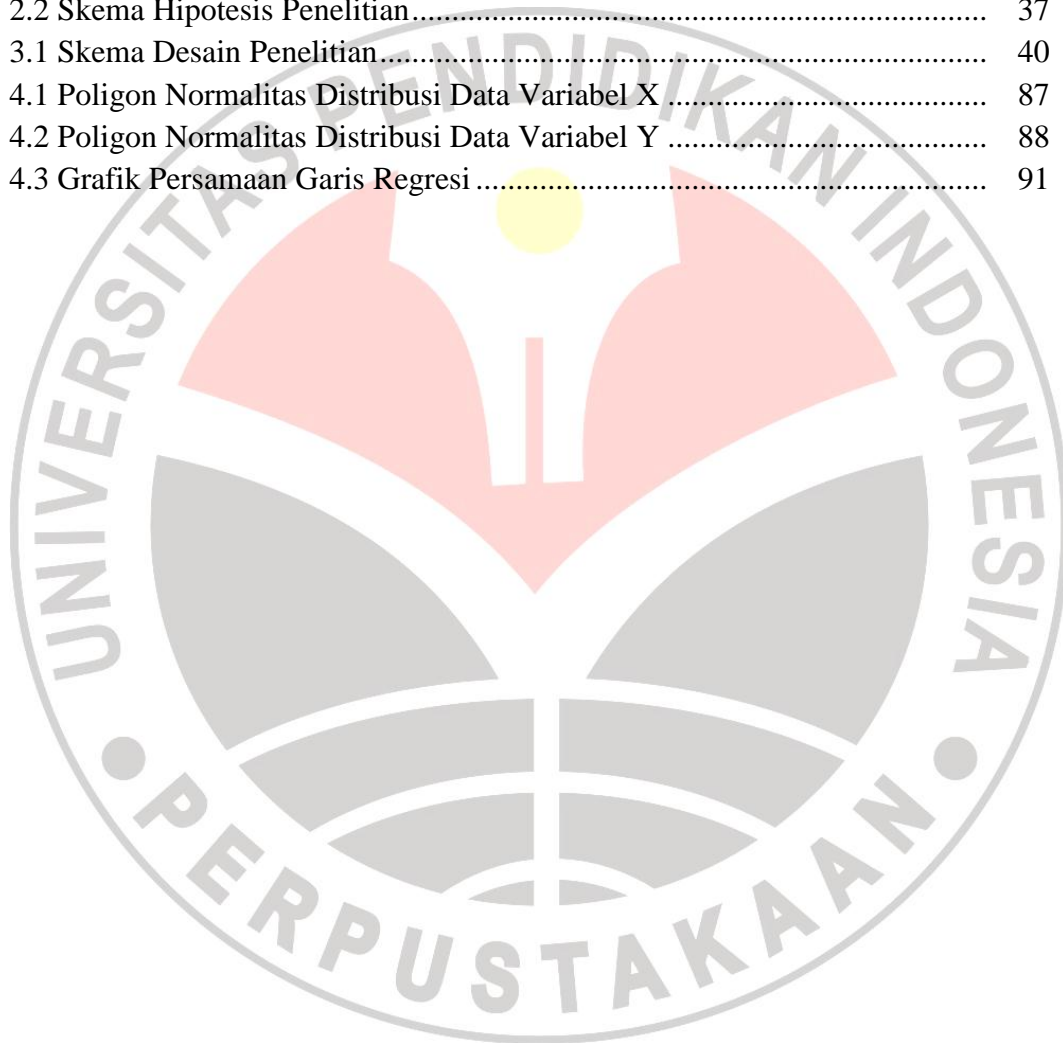 2.2 Skema Hipotesis Penelitian ...................................................................... 37
3.1 Skema Desain Penelitian .......................................................................... 40
4.1 Poligon Normalitas Distribusi Data Variabel X ....................................... 87
4.2 Poligon Normalitas Distribusi Data Variabel Y ....................................... 88
4.3 Grafik Persamaan Garis Regresi .............................................................. 91
UNIVERSITAS PENDIDIKAN INDONESIA
PERPUSTAKAAN